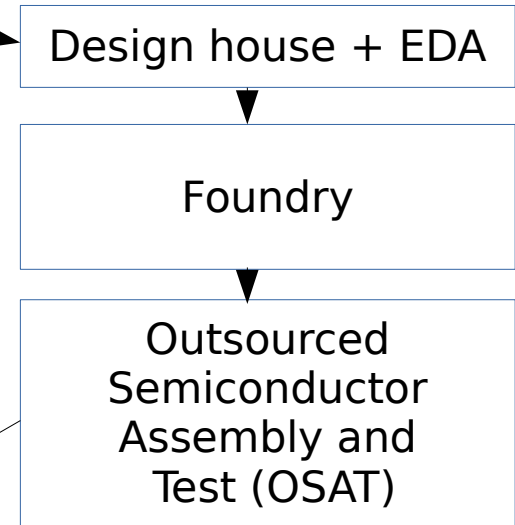 Design house + EDA
Foundry
Outsourced
Semiconductor
Assembly and
Test (OSAT)